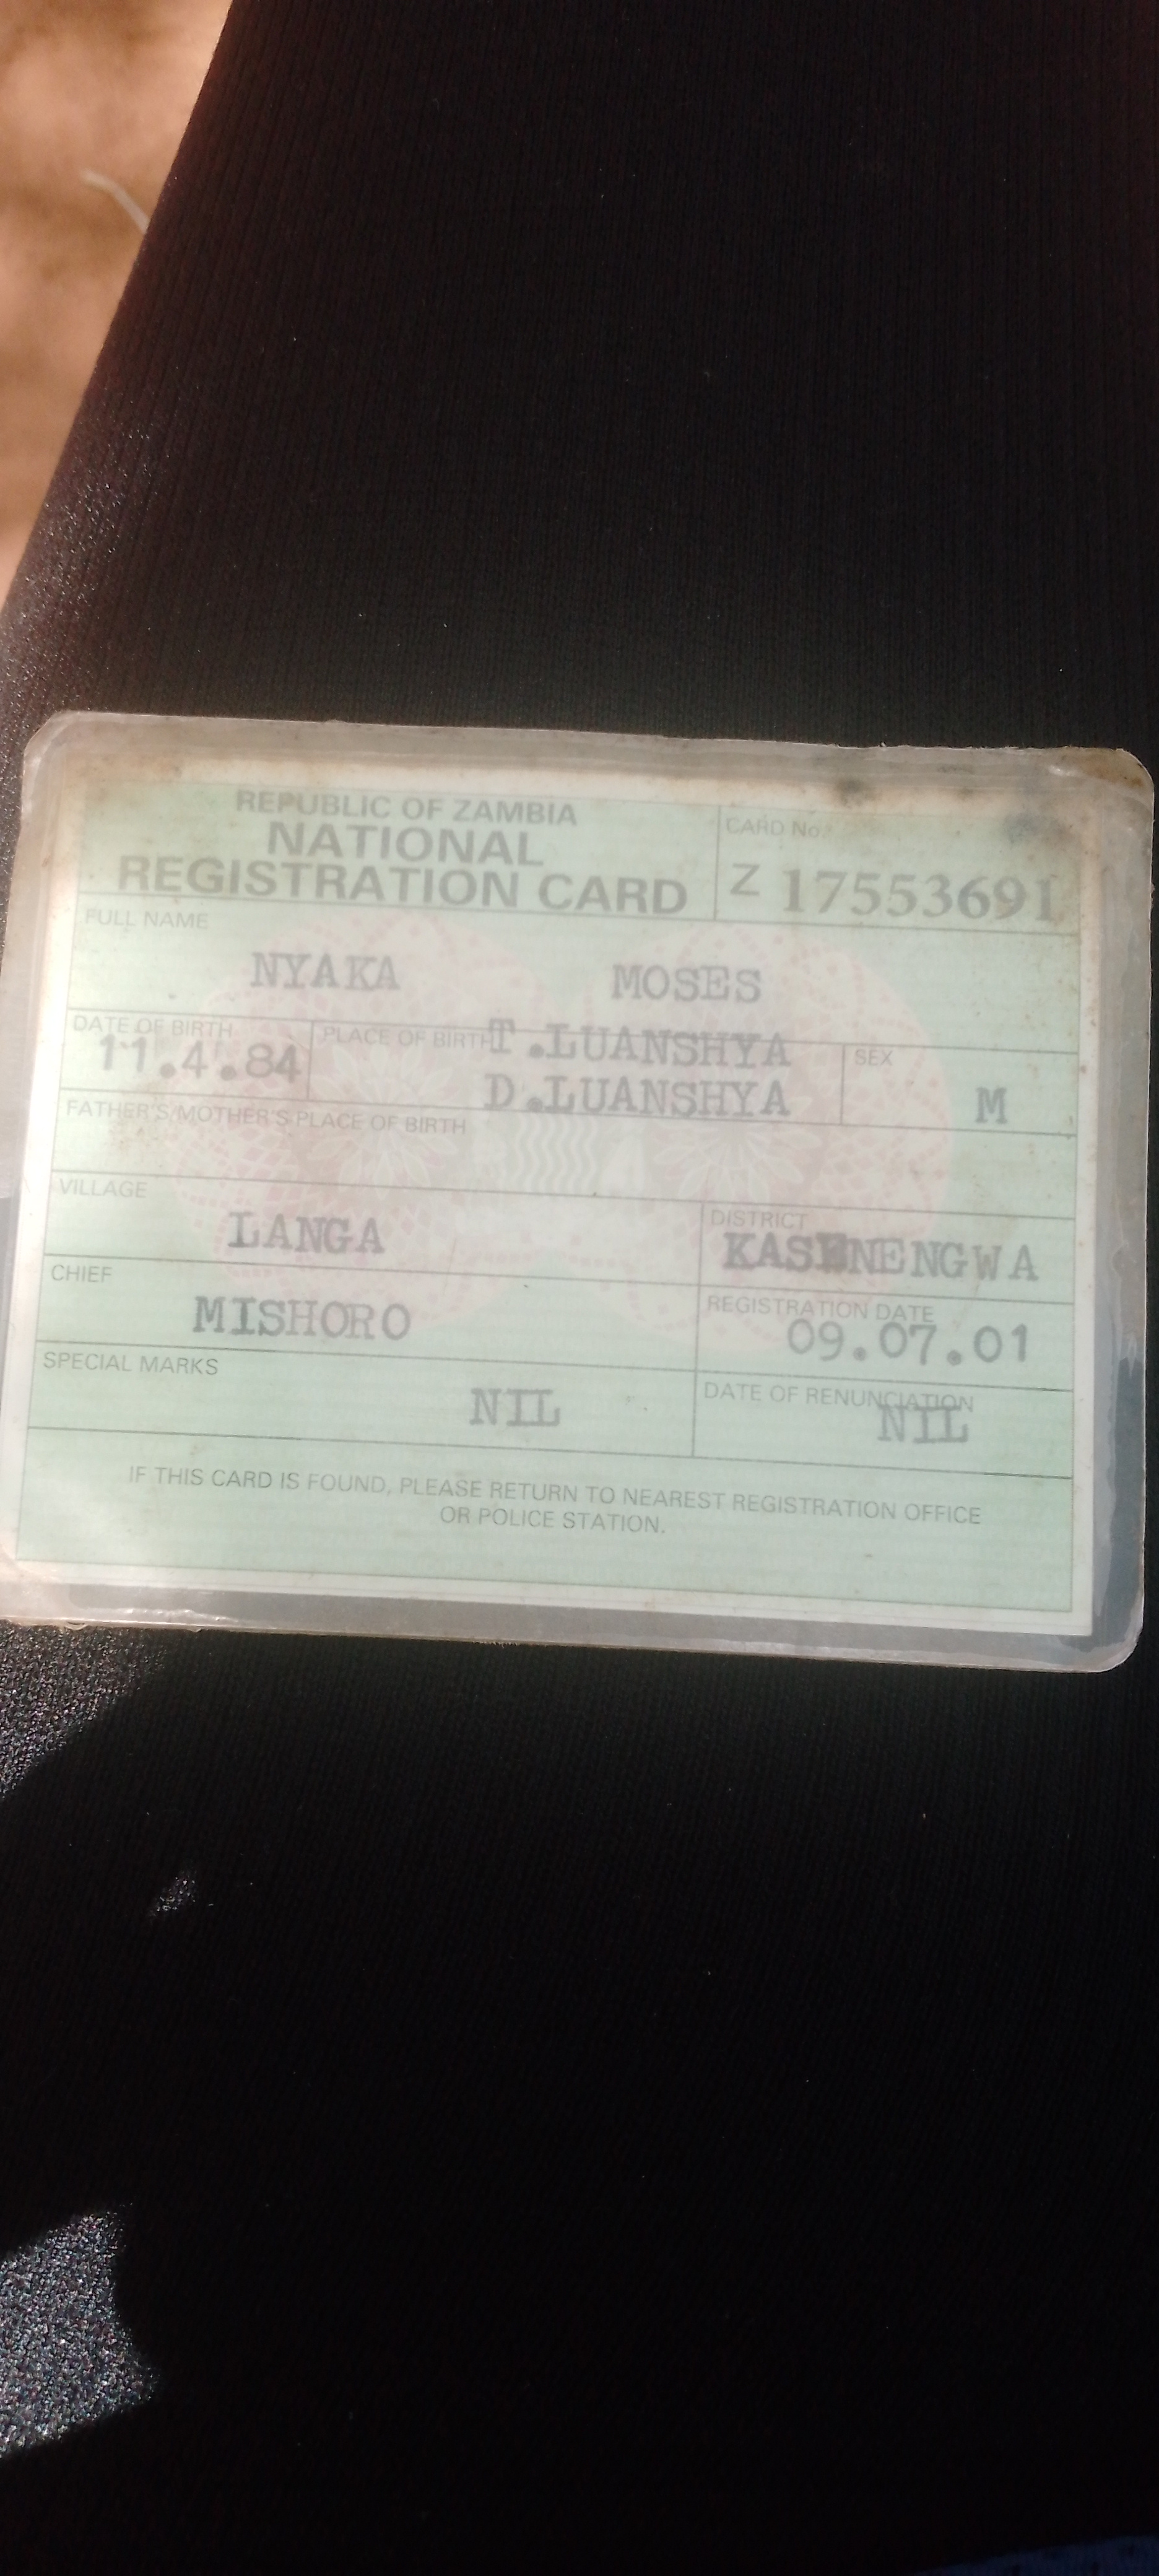 REPUBLIC OF ZAMBIA
NATIONAL
REGISTRATION CARD
CARD No.
Z 17553691
FULL NAME
NYAKA MOSES
DATE OF BIRTH
11.4.84
PLACE OF BIRTH
T.LUANSHYA
D.LUANSHYA
SEX
M
FATHER'S/MOTHER'S PLACE OF BIRTH
VILLAGE
LANGA
DISTRICT
KASENENGWA
CHIEF
MISHORO
REGISTRATION DATE
09.07.01
SPECIAL MARKS
NIL
DATE OF RENUNCIATION
NIL
IF THIS CARD IS FOUND, PLEASE RETURN TO NEAREST REGISTRATION OFFICE
OR POLICE STATION.